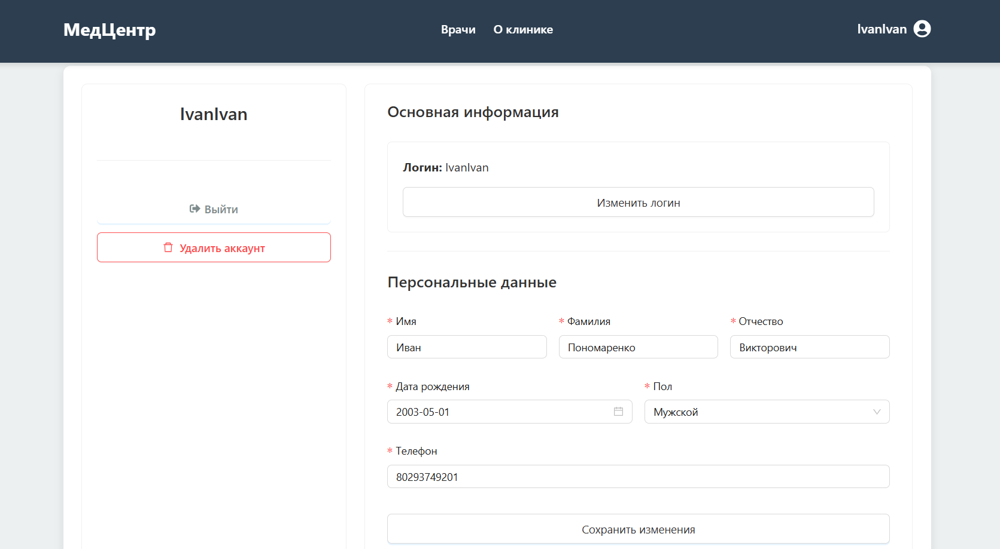 МедЦентр
Врачи
О клинике
IvanIvan
IvanIvan
Выйти
Удалить аккаунт
Основная информация
Логин: IvanIvan
Изменить логин
Персональные данные
* Имя
* Фамилия
* Отчество
Иван
Пономаренко
Викторович
* Дата рождения
* Пол
2003-05-01
Мужской
* Телефон
80293749201
Сохранить изменения